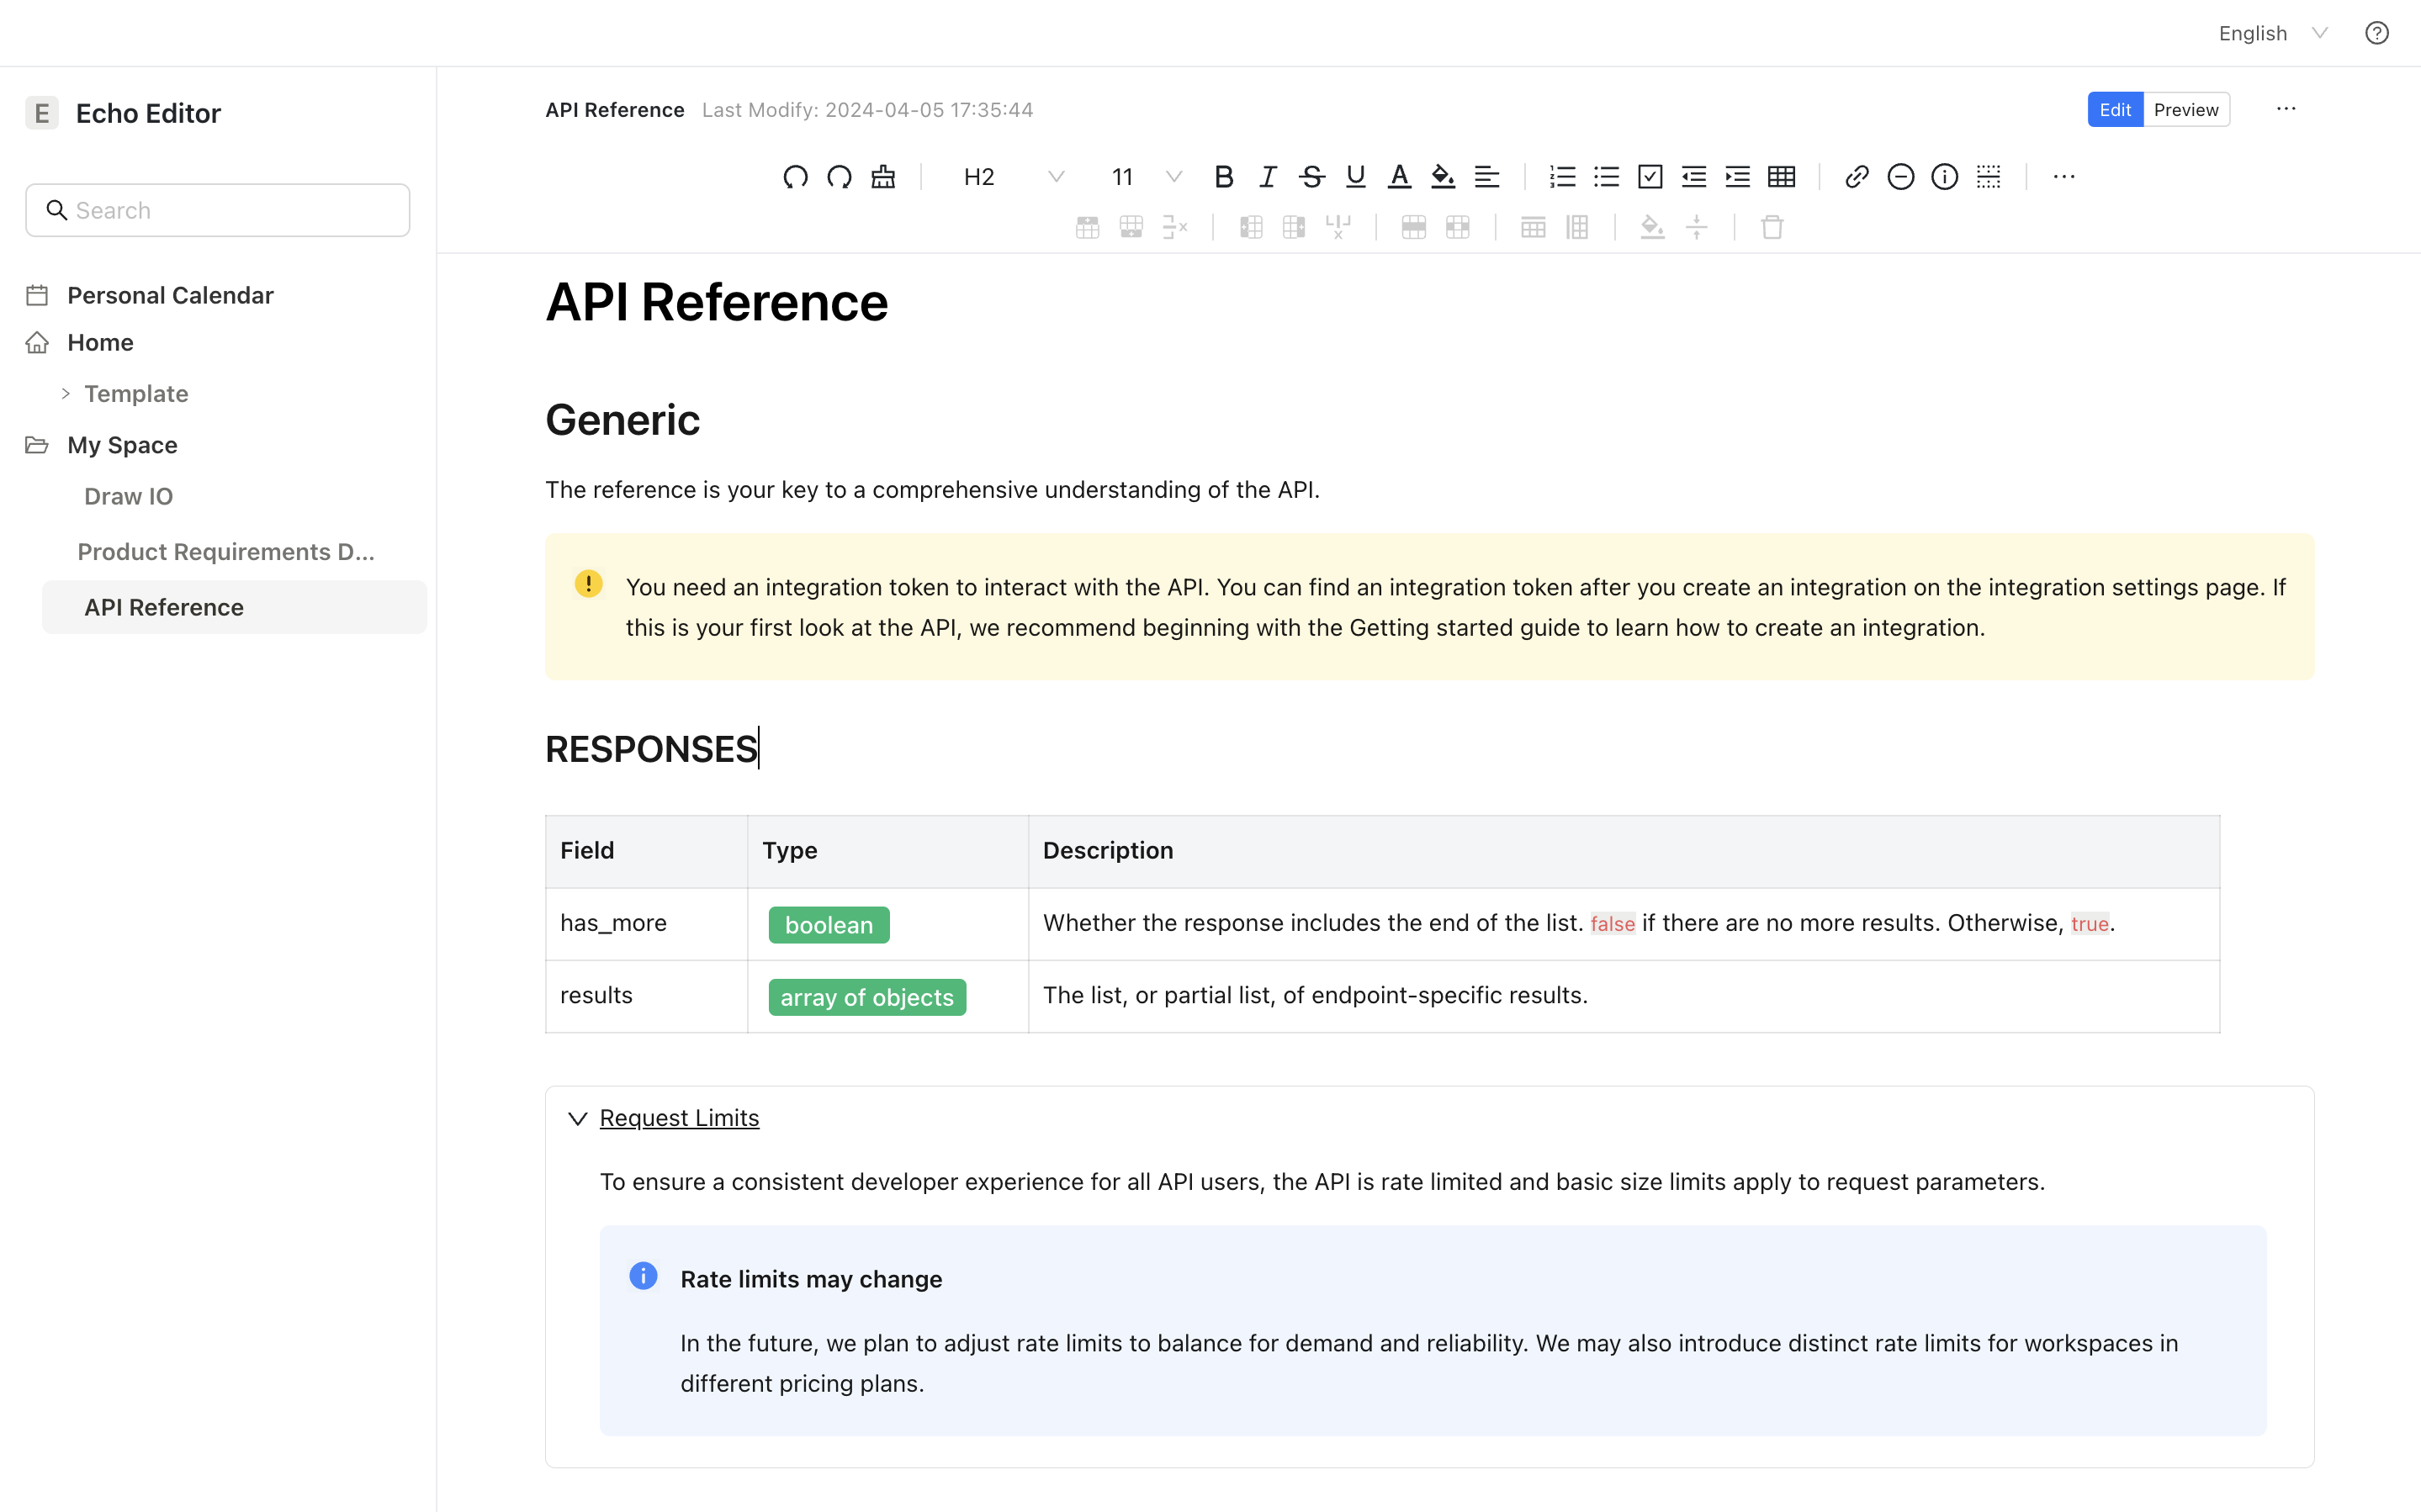 English
E Echo Editor
API Reference Last Modify: 2024-04-05 17:35:44
Edit Preview
Search
H2 11
Personal Calendar
Home
Template
My Space
Draw IO
Product Requirements D...
API Reference
API Reference
Generic
The reference is your key to a comprehensive understanding of the API.
You need an integration token to interact with the API. You can find an integration token after you create an integration on the integration settings page. If
this is your first look at the API, we recommend beginning with the Getting started guide to learn how to create an integration.
RESPONSES
Field Type Description
has_more boolean Whether the response includes the end of the list. false if there are no more results. Otherwise, true.
results array of objects The list, or partial list, of endpoint-specific results.
Request Limits
To ensure a consistent developer experience for all API users, the API is rate limited and basic size limits apply to request parameters.
Rate limits may change
In the future, we plan to adjust rate limits to balance for demand and reliability. We may also introduce distinct rate limits for workspaces in
different pricing plans.